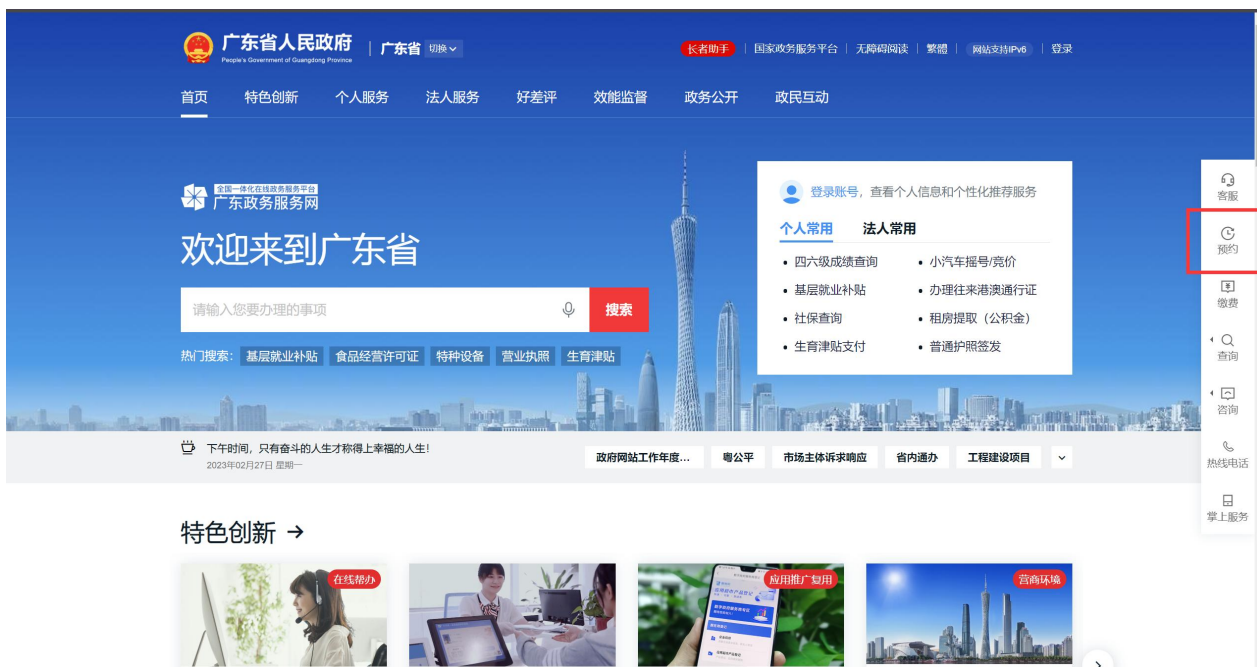 广东省人民政府
People's Government of Guangdong Province
广东省 切换
长者助手 国家政务服务平台 无障碍阅读 繁體 网站支持IPv6 登录
首页 特色创新 个人服务 法人服务 好差评 效能监督 政务公开 政民互动
全国一体化在线政务服务平台
广东政务服务网
欢迎来到广东省
请输入您要办理的事项 搜索
热门搜索: 基层就业补贴 食品经营许可证 特种设备 营业执照 生育津贴
登录账号，查看个人信息和个性化推荐服务
个人常用 法人常用
四六级成绩查询 小汽车摇号/竞价
基层就业补贴 办理往来港澳通行证
社保查询 租房提取（公积金）
生育津贴支付 普通护照签发
客服
预约
缴费
查询
咨询
热线电话
掌上服务
下午时间，只有奋斗的人生才称得上幸福的人生！
2023年02月27日 星期一
政府网站工作年度... 粤公平 市场主体诉求响应 省内通办 工程建设项目
特色创新 →
在线帮办
应用推广复用
营商环境